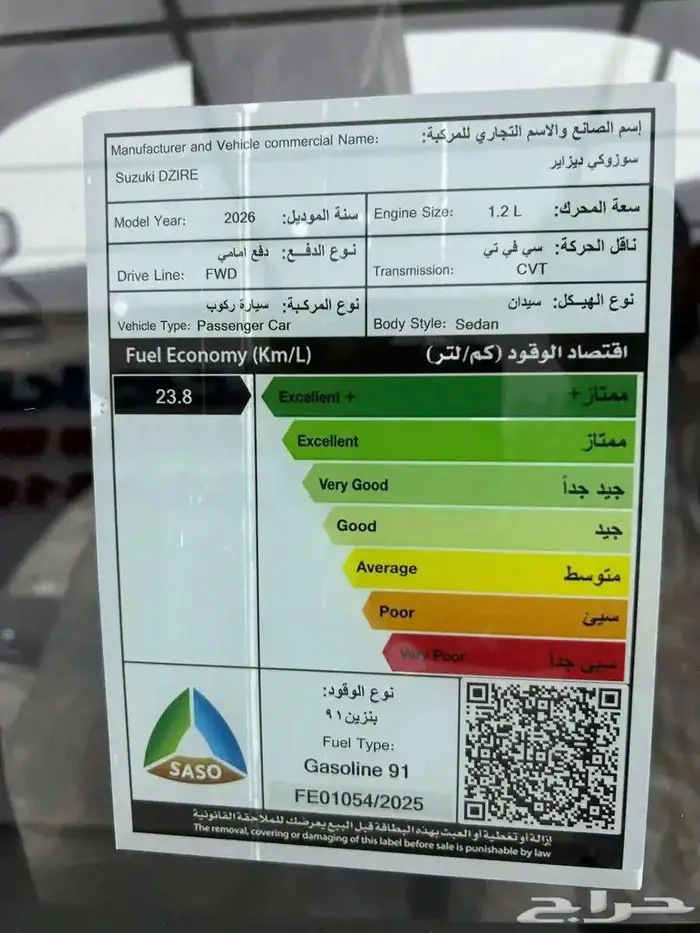 Manufacturer and Vehicle commercial Name: إسم الصانع والاسم التجاري للمركبة:
Suzuki DZIRE سوزوكي ديزاير
Model Year: 2026 سنة الموديل:
Engine Size: 1.2 L سعة المحرك:
نوع الدفع: دفع امامي
Drive Line: FWD
ناقل الحركة: سي في تي
Transmission: CVT
نوع المركبة: سيارة ركوب
Vehicle Type: Passenger Car
نوع الهيكل: سيدان
Body Style: Sedan
Fuel Economy (Km/L) اقتصاد الوقود (كم/لتر)
23.8
Excellent + ممتاز+
Excellent ممتاز
Very Good جيد جداً
Good جيد
Average متوسط
Poor سيئ
Very Poor سيئ جداً
SASO
نوع الوقود:
بنزين ٩١
Fuel Type:
Gasoline 91
FE01054/2025
إزالة أو تغطية أو العبث بهذه البطاقة قبل البيع يعرضك للملاحقة القانونية
The removal, covering or damaging of this label before sale is punishable by law
حراج